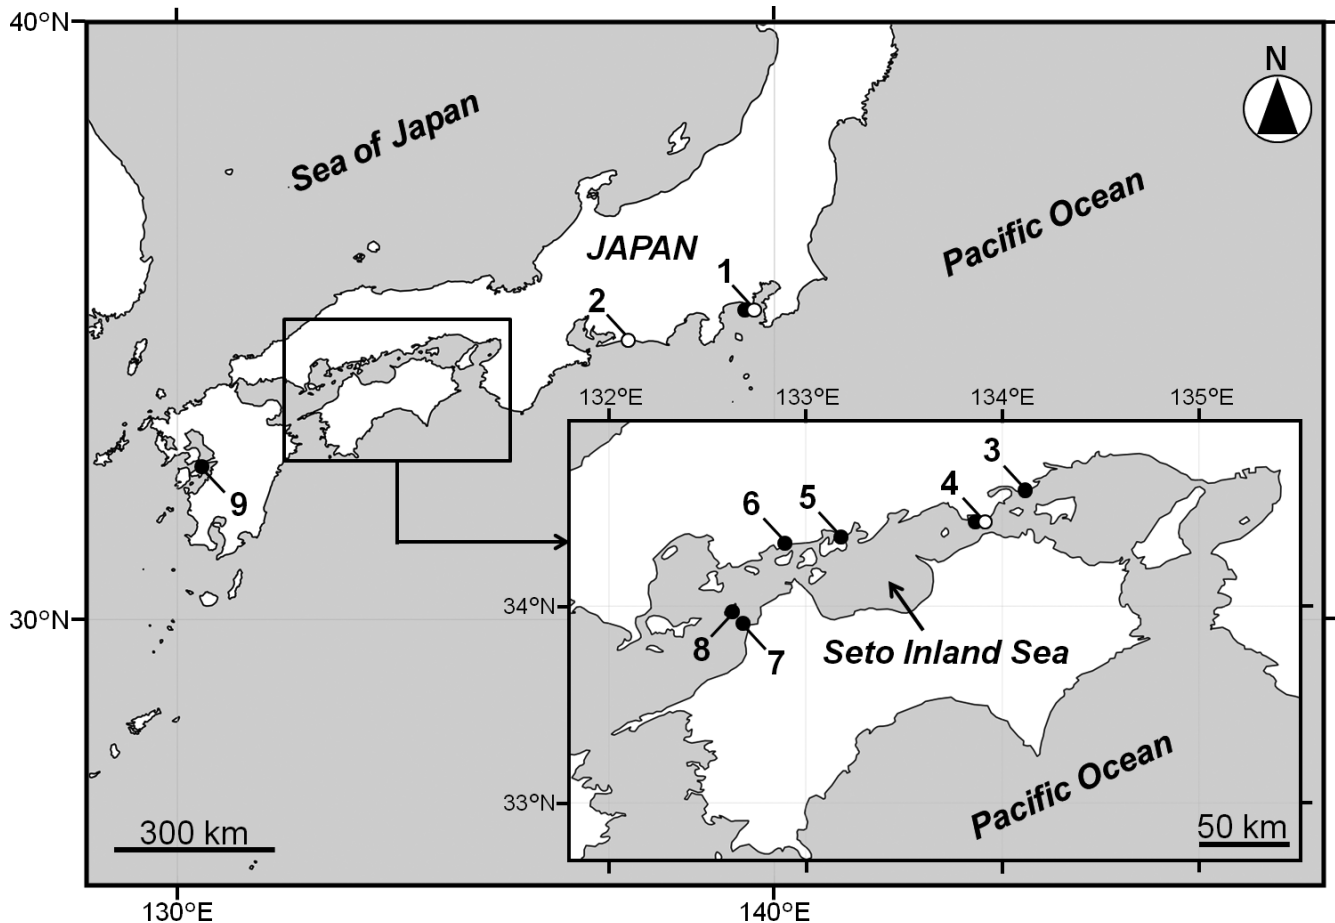 40°N
N
Sea of Japan
Pacific Ocean
JAPAN
1
2
132°E
133°E
134°E
135°E
3
4
5
6
9
34°N
30°N
8
7
Seto Inland Sea
Pacific Ocean
33°N
300 km
50 km
130°E
140°E